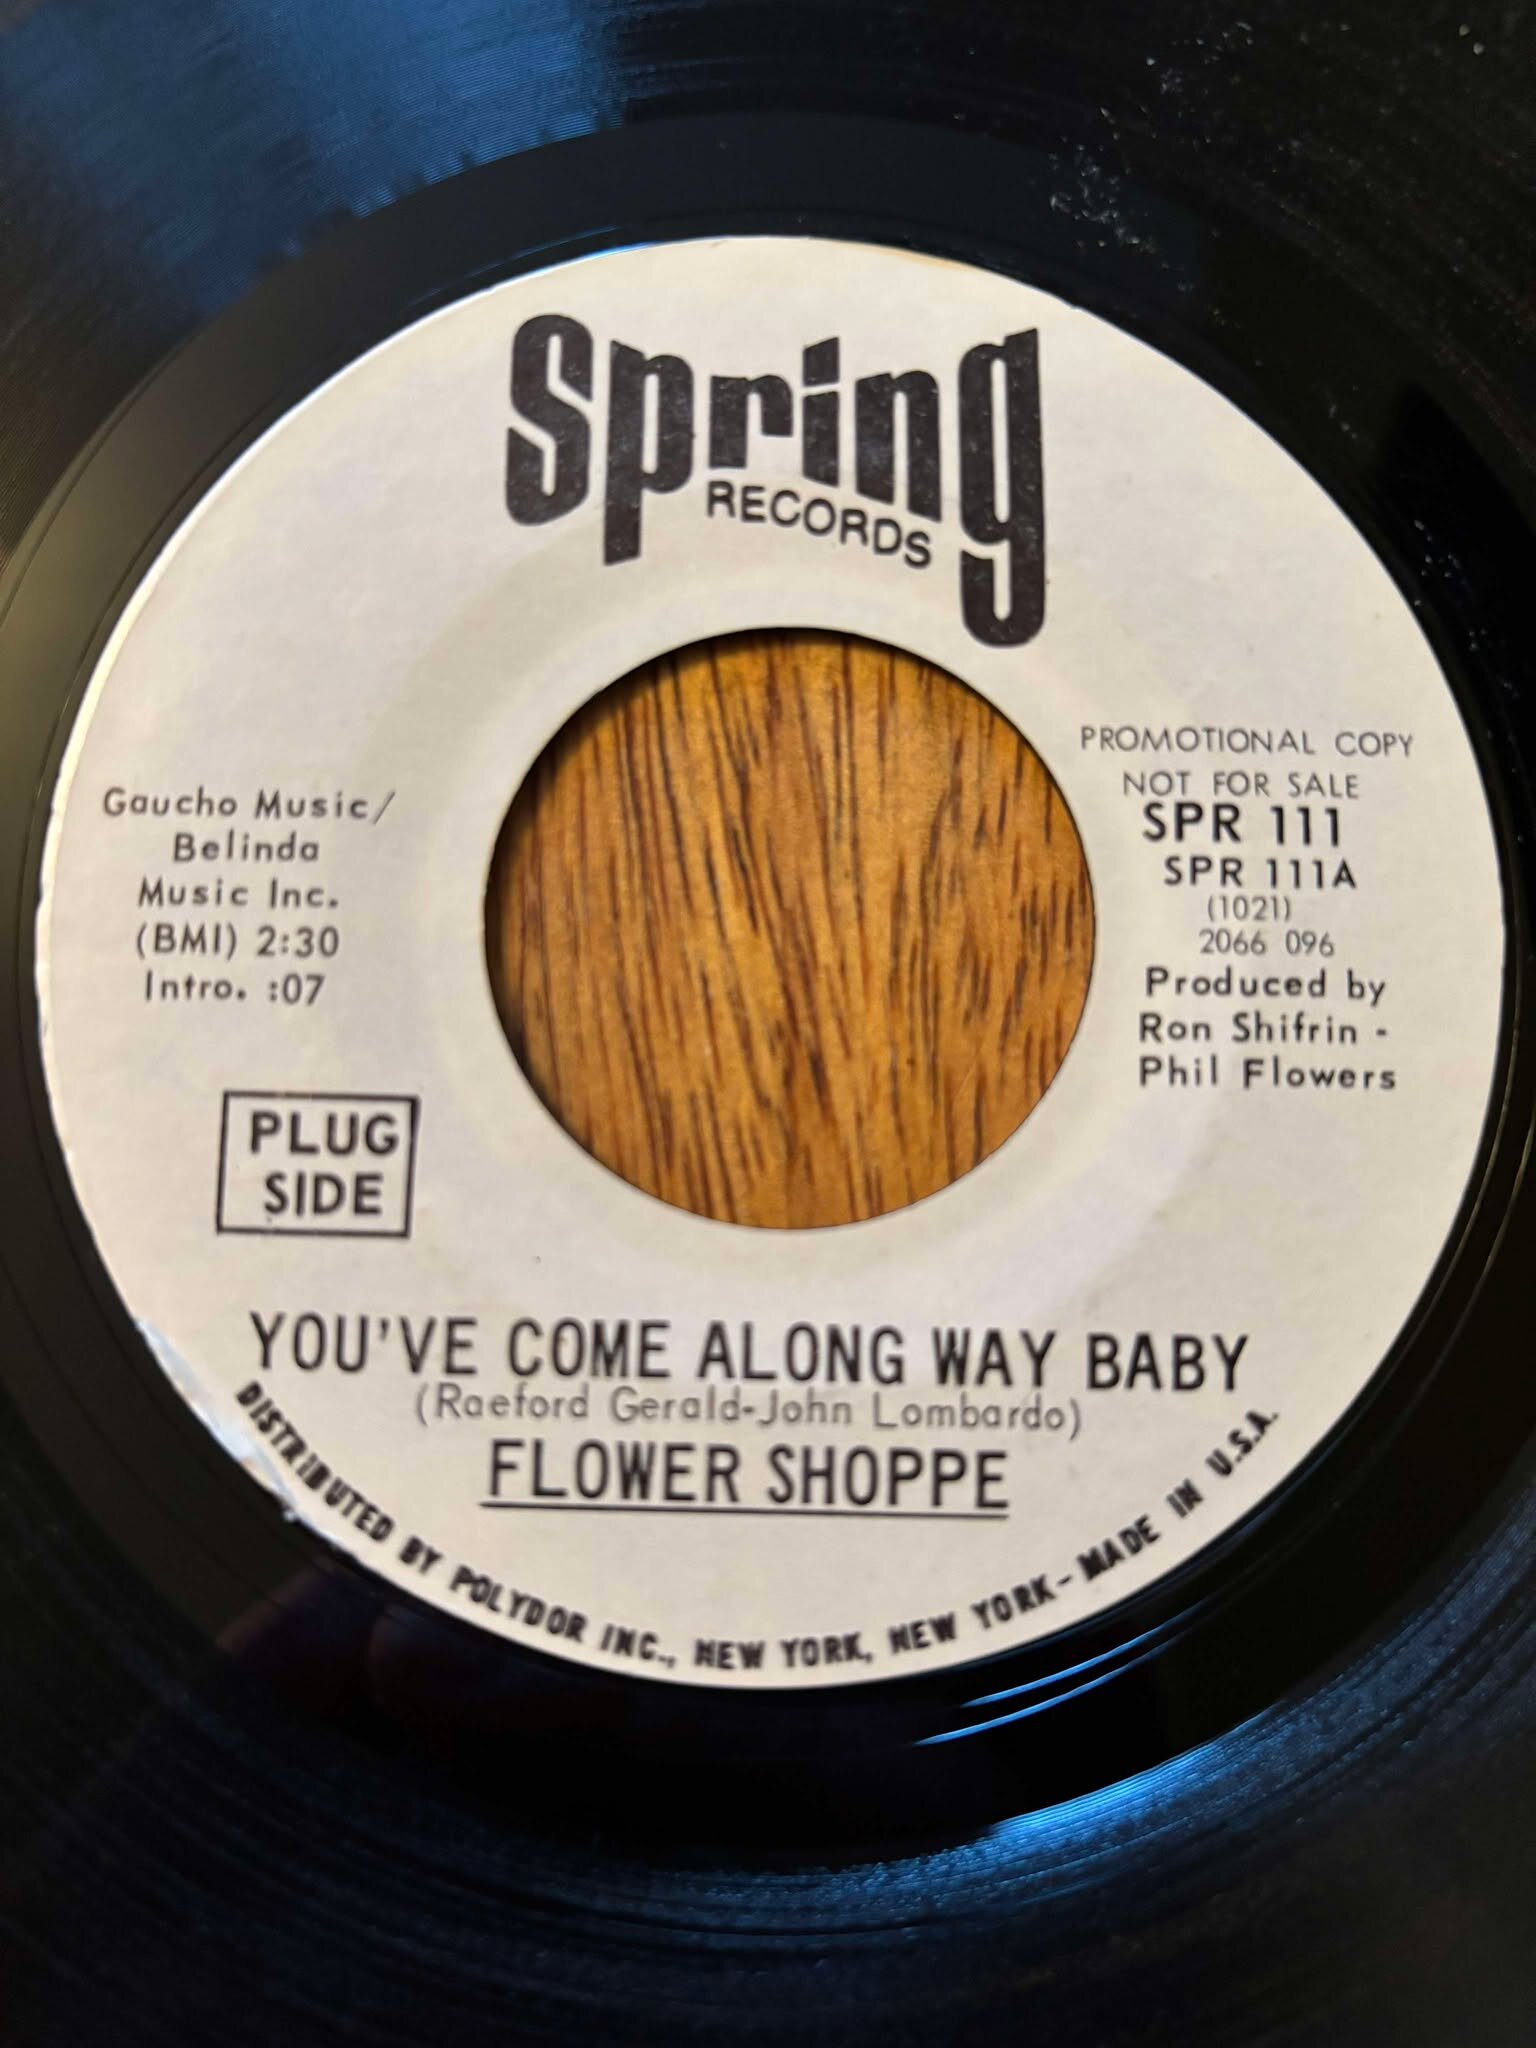 Spring
RECORDS
PROMOTIONAL COPY
NOT FOR SALE
SPR 111
SPR 111A
(1021)
2066 096
Produced by
Ron Shifrin -
Phil Flowers
Gaucho Music/
Belinda
Music Inc.
(BMI) 2:30
Intro. :07
PLUG
SIDE
YOU'VE COME ALONG WAY BABY
(Raeford Gerald-John Lombardo)
FLOWER SHOPPE
DISTRIBUTED BY POLYDOR INC., NEW YORK, NEW YORK - MADE IN U.S.A.